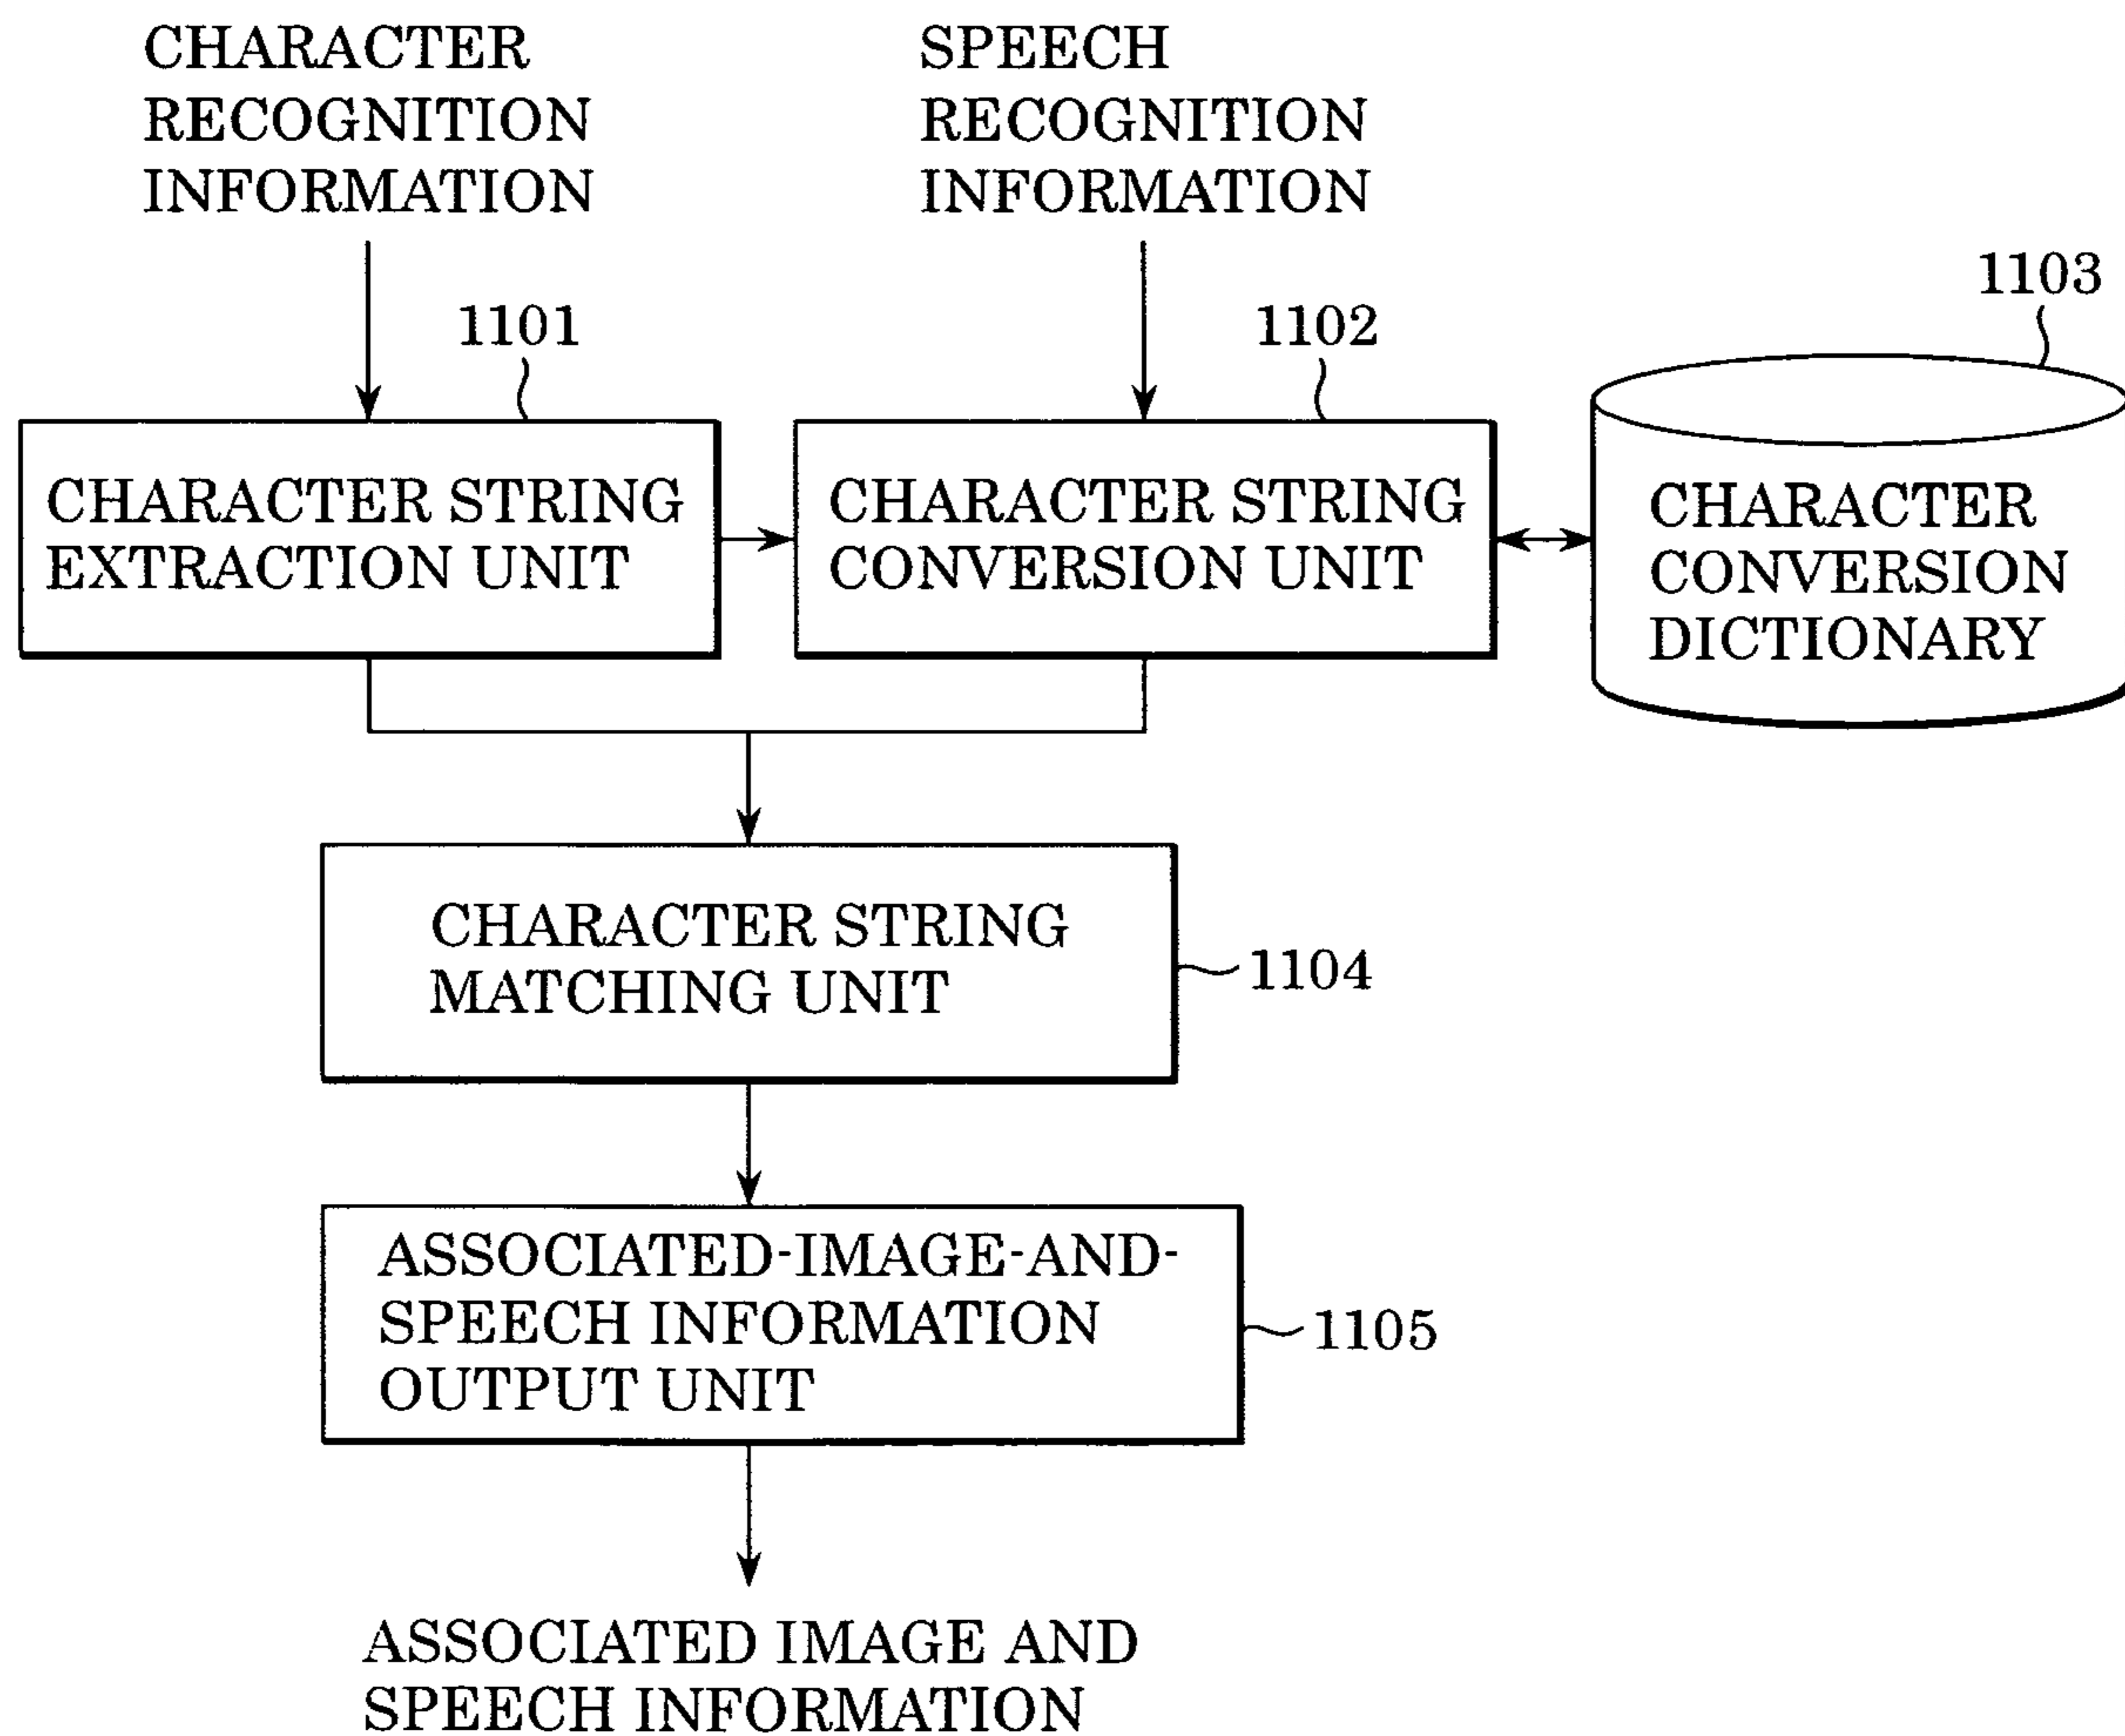 CHARACTER
RECOGNITION
INFORMATION
SPEECH
RECOGNITION
INFORMATION
1101
1102
1103
CHARACTER STRING
EXTRACTION UNIT
CHARACTER STRING
CONVERSION UNIT
CHARACTER
CONVERSION
DICTIONARY
CHARACTER STRING
MATCHING UNIT
1104
ASSOCIATED-IMAGE-AND-
SPEECH INFORMATION
OUTPUT UNIT
1105
ASSOCIATED IMAGE AND
SPEECH INFORMATION